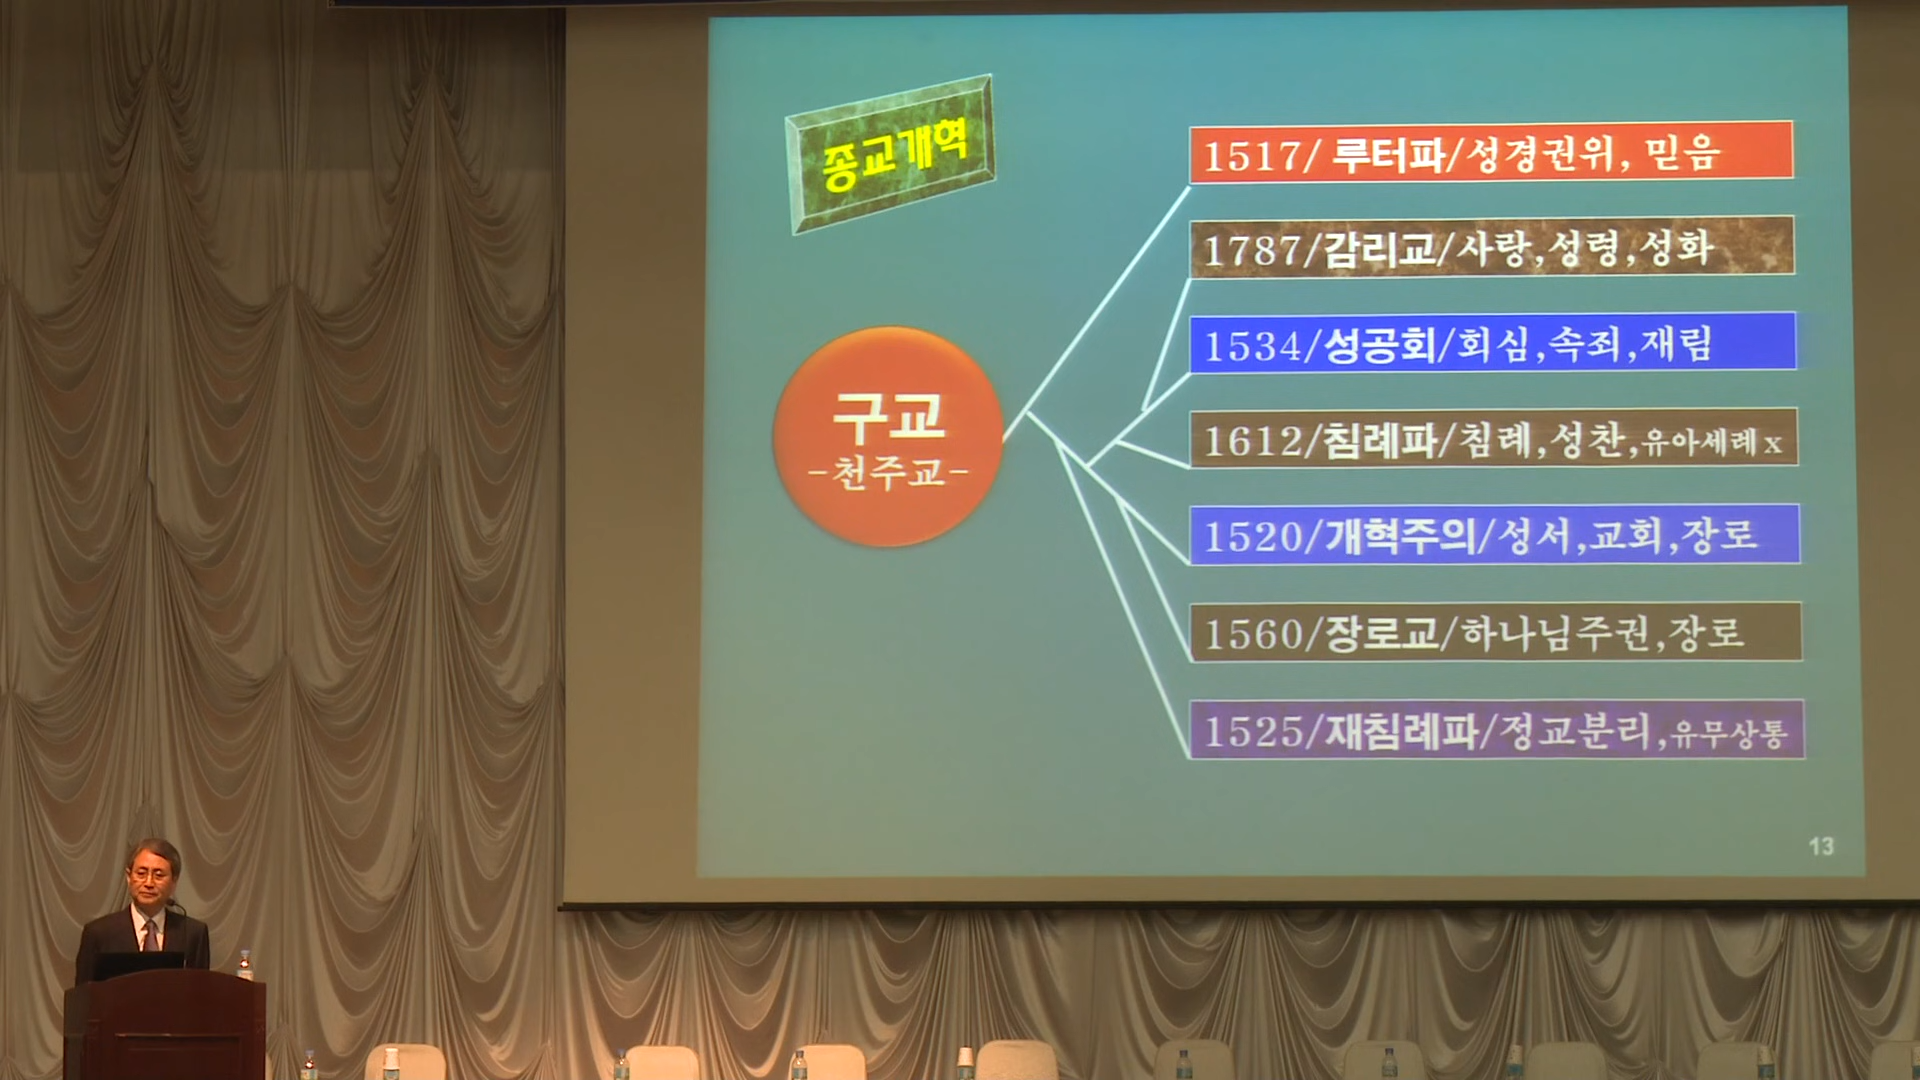 종교개혁
구교
-천주교-
1517/ 루터파/성경권위, 믿음
1787/감리교/사랑,성령,성화
1534/성공회/회심,속죄,재림
1612/침례파/침례,성찬,유아세례x
1520/개혁주의/성서,교회,장로
1560/장로교/하나님주권,장로
1525/재침례파/정교분리,유무상통
13